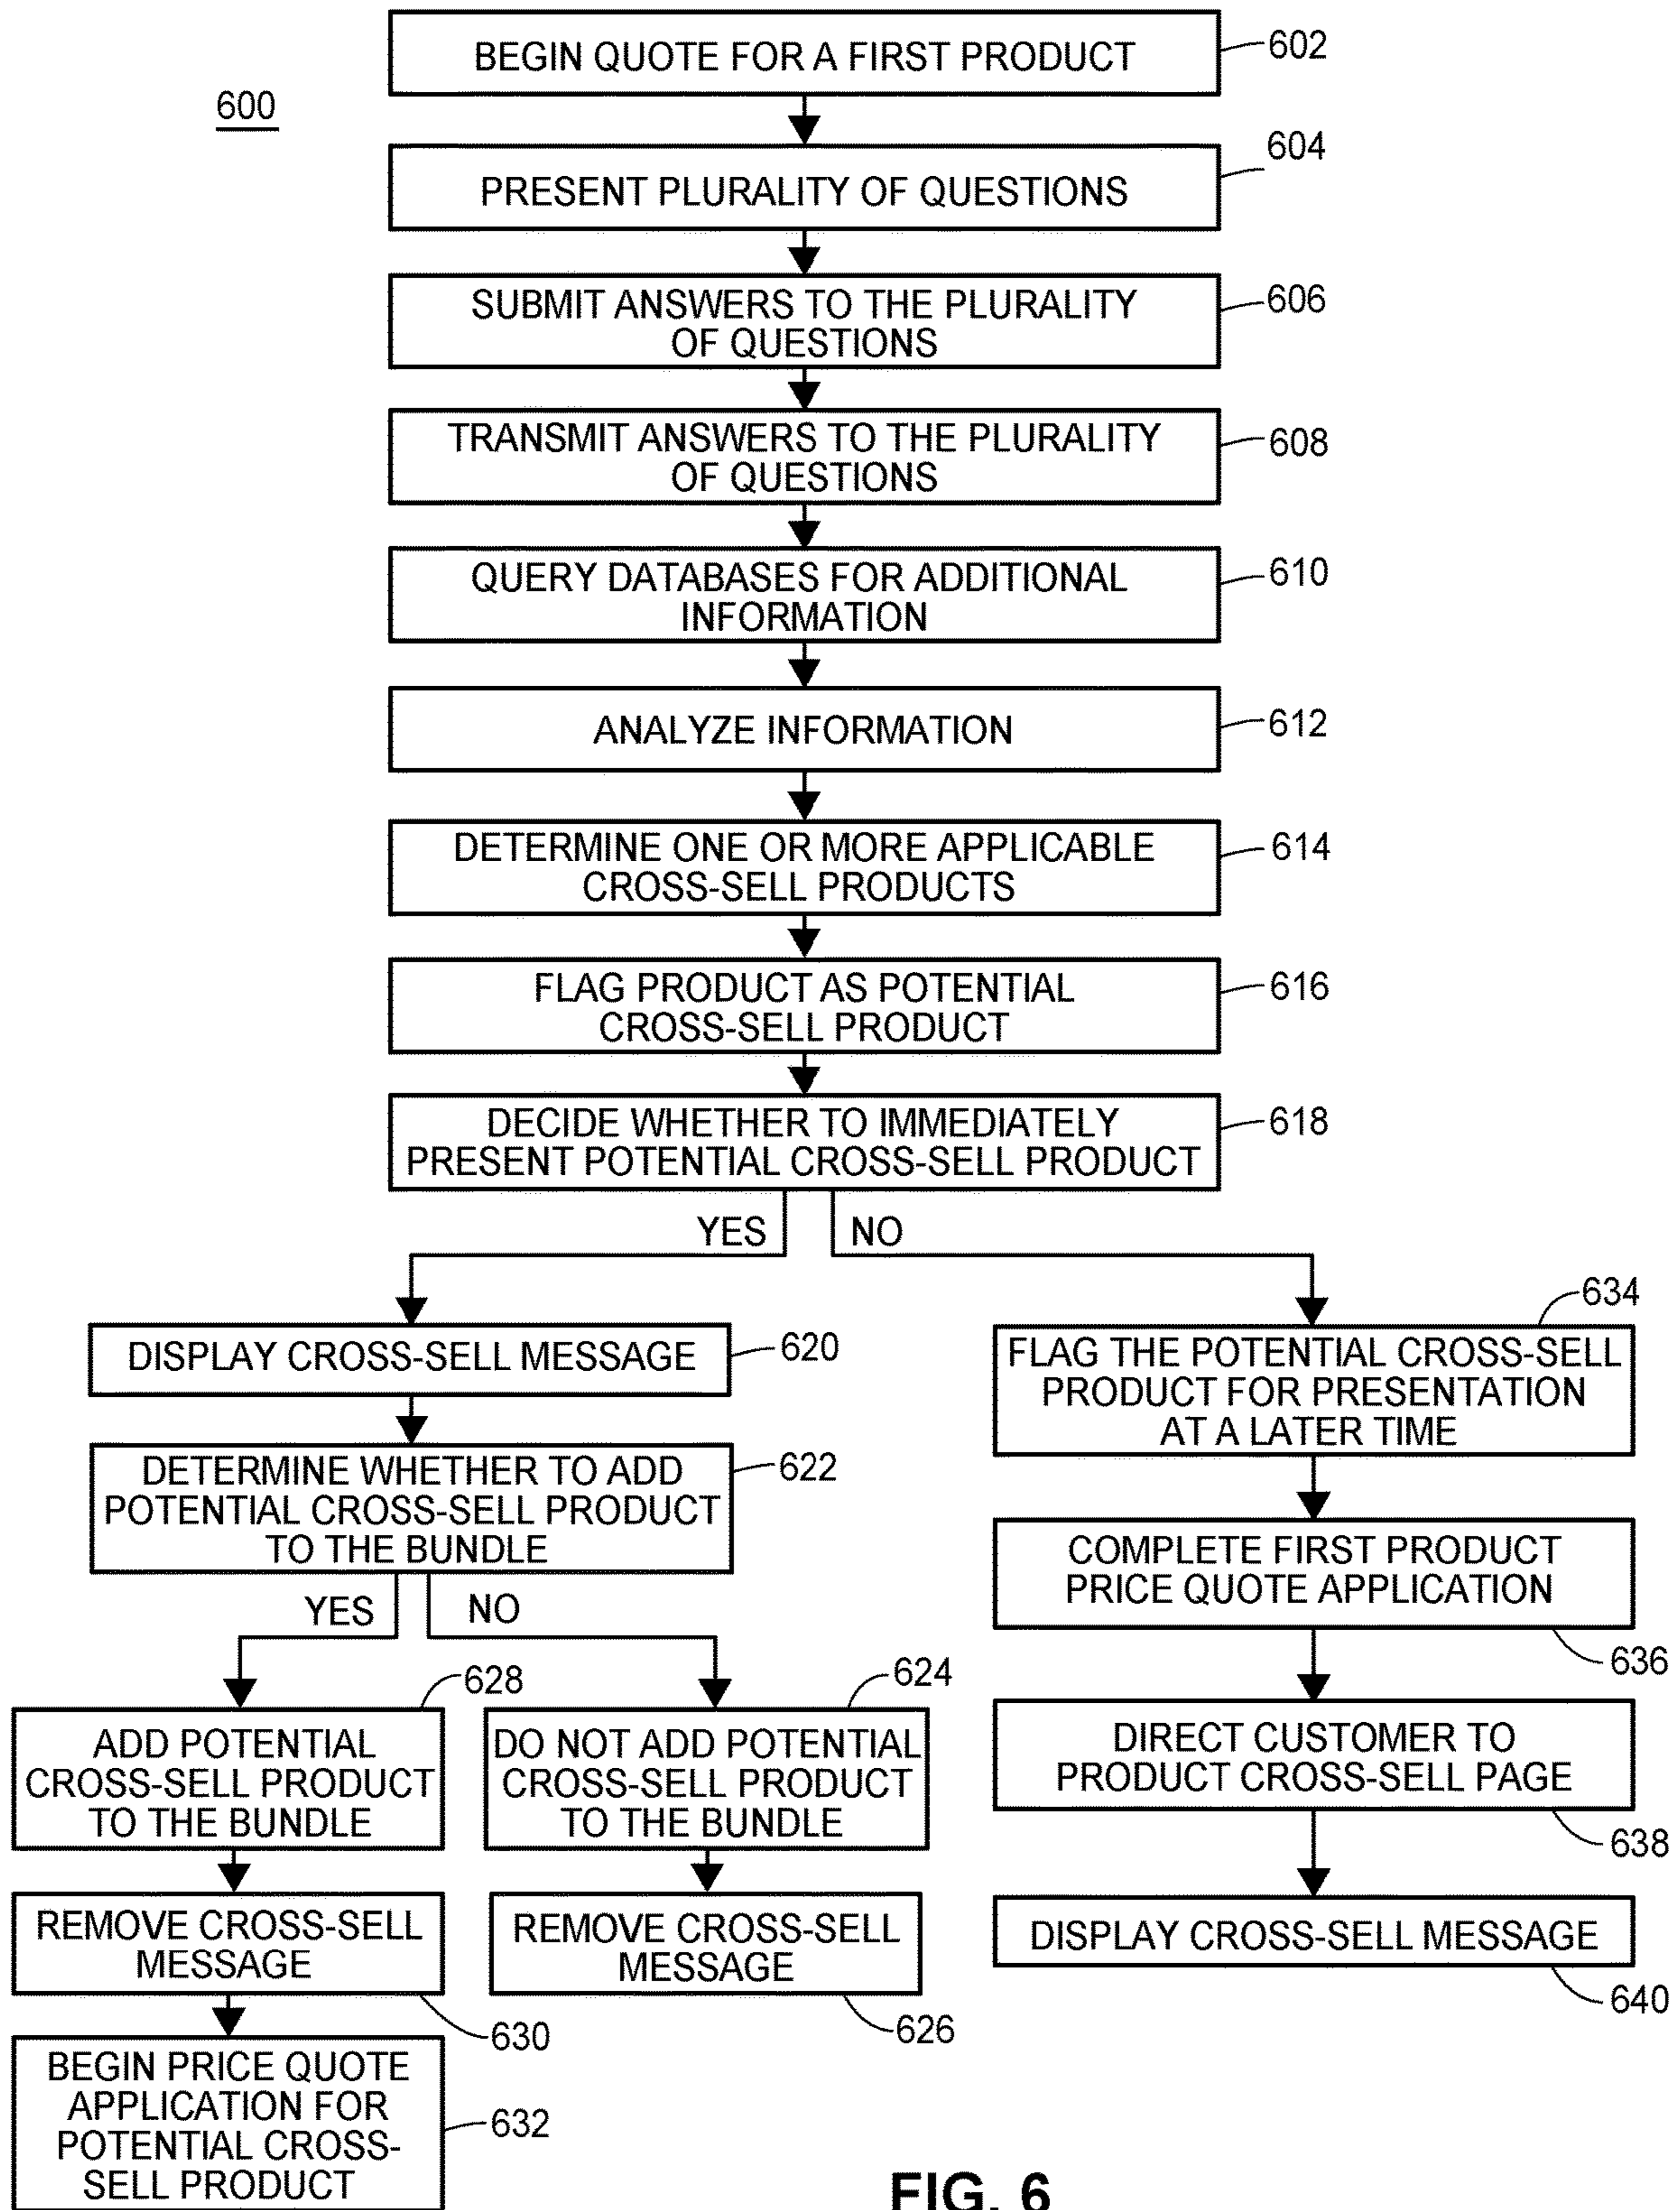 BEGIN QUOTE FOR A FIRST PRODUCT
602
600
PRESENT PLURALITY OF QUESTIONS
604
SUBMIT ANSWERS TO THE PLURALITY
OF QUESTIONS
606
TRANSMIT ANSWERS TO THE PLURALITY
OF QUESTIONS
608
QUERY DATABASES FOR ADDITIONAL
INFORMATION
610
ANALYZE INFORMATION
612
DETERMINE ONE OR MORE APPLICABLE
CROSS-SELL PRODUCTS
614
FLAG PRODUCT AS POTENTIAL
CROSS-SELL PRODUCT
616
DECIDE WHETHER TO IMMEDIATELY
PRESENT POTENTIAL CROSS-SELL PRODUCT
618
YES
NO
DISPLAY CROSS-SELL MESSAGE
620
DETERMINE WHETHER TO ADD
POTENTIAL CROSS-SELL PRODUCT
TO THE BUNDLE
622
YES
NO
628
ADD POTENTIAL
CROSS-SELL PRODUCT
TO THE BUNDLE
REMOVE CROSS-SELL
MESSAGE
630
BEGIN PRICE QUOTE
APPLICATION FOR
POTENTIAL CROSS-
SELL PRODUCT
632
624
DO NOT ADD POTENTIAL
CROSS-SELL PRODUCT
TO THE BUNDLE
REMOVE CROSS-SELL
MESSAGE
626
634
FLAG THE POTENTIAL CROSS-SELL
PRODUCT FOR PRESENTATION
AT A LATER TIME
COMPLETE FIRST PRODUCT
PRICE QUOTE APPLICATION
636
DIRECT CUSTOMER TO
PRODUCT CROSS-SELL PAGE
638
DISPLAY CROSS-SELL MESSAGE
640
FIG. 6